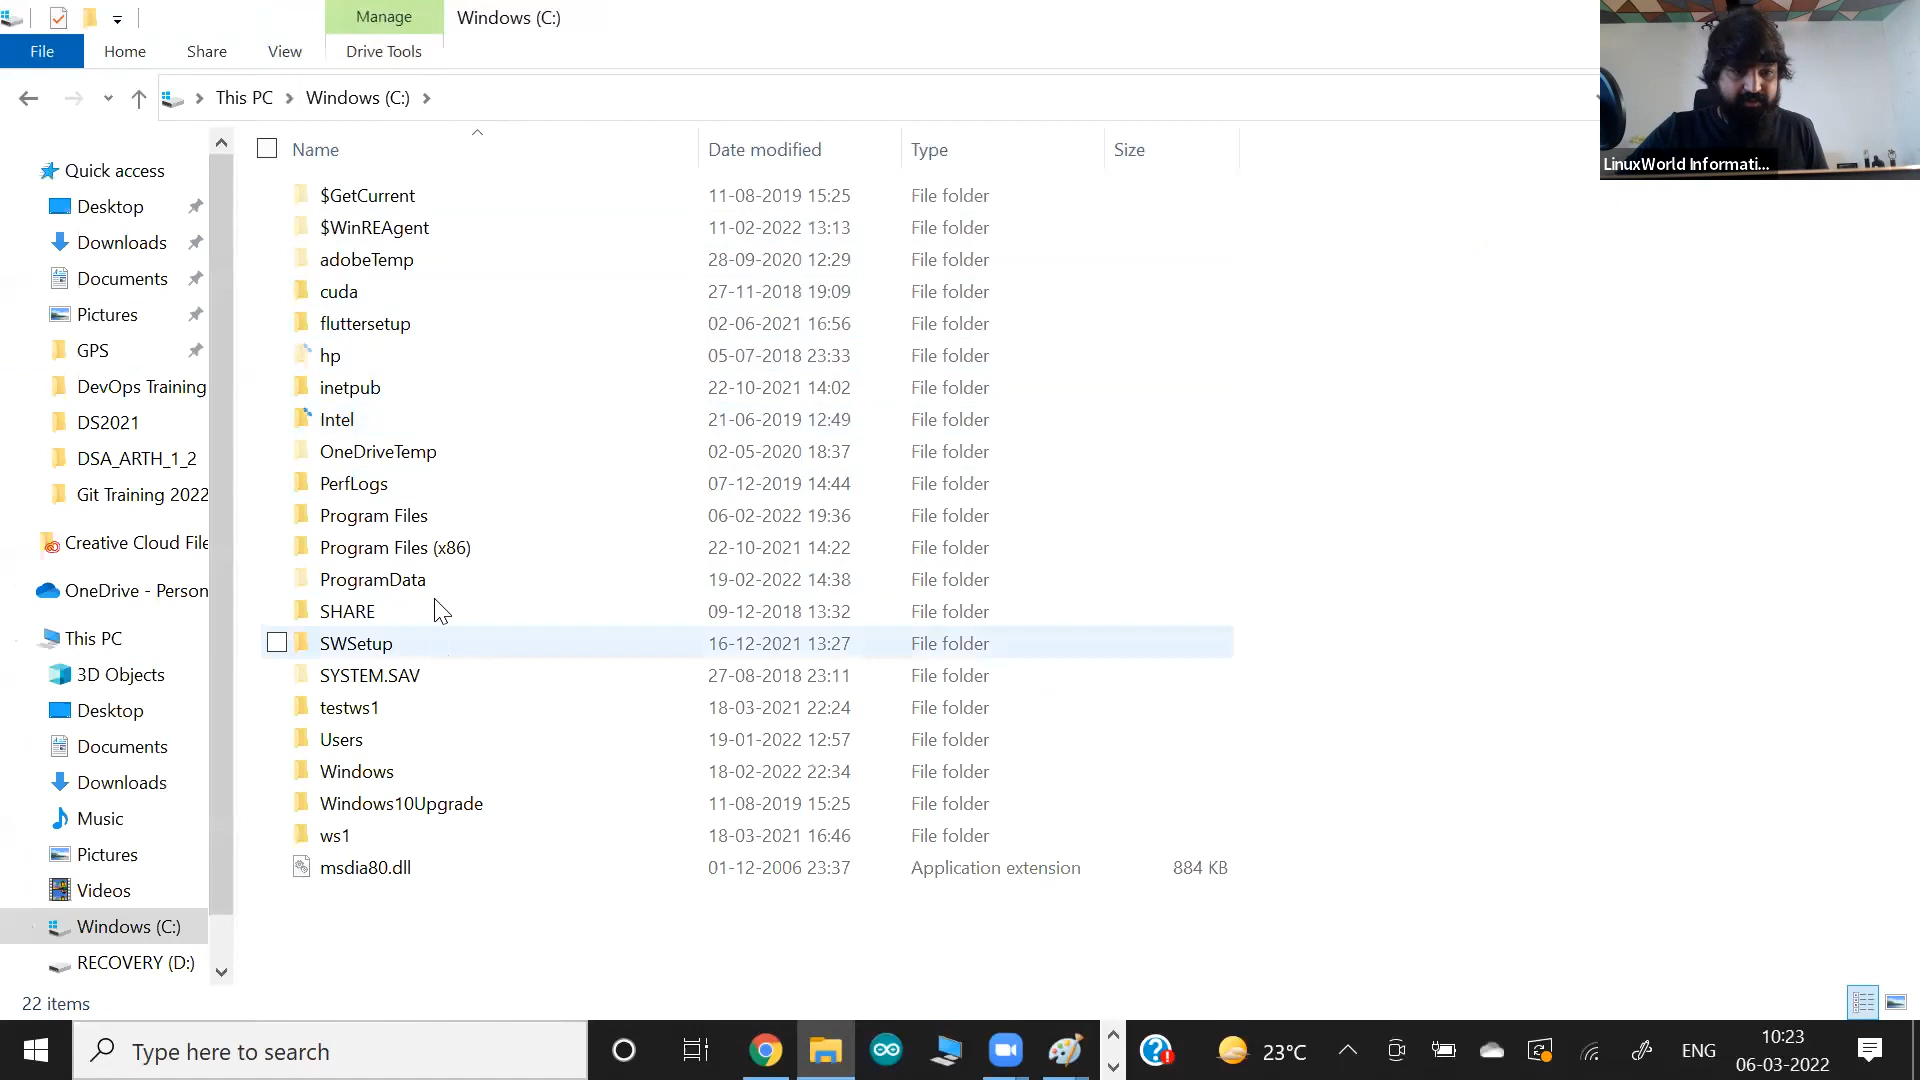 Manage
Windows (C:)
File
Home
Share
View
Drive Tools
This PC
Windows (C:)
LinuxWorld Informati...
Name
Date modified
Type
Size
Quick access
Desktop
Downloads
Documents
Pictures
GPS
DevOps Training
DS2021
DSA_ARTH_1_2
Git Training 2022
Creative Cloud File
OneDrive - Person
This PC
3D Objects
Desktop
Documents
Downloads
Music
Pictures
Videos
Windows (C:)
RECOVERY (D:)
$GetCurrent 11-08-2019 15:25 File folder
$WinREAgent 11-02-2022 13:13 File folder
adobeTemp 28-09-2020 12:29 File folder
cuda 27-11-2018 19:09 File folder
fluttersetup 02-06-2021 16:56 File folder
hp 05-07-2018 23:33 File folder
inetpub 22-10-2021 14:02 File folder
Intel 21-06-2019 12:49 File folder
OneDriveTemp 02-05-2020 18:37 File folder
PerfLogs 07-12-2019 14:44 File folder
Program Files 06-02-2022 19:36 File folder
Program Files (x86) 22-10-2021 14:22 File folder
ProgramData 19-02-2022 14:38 File folder
SHARE 09-12-2018 13:32 File folder
SWSetup 16-12-2021 13:27 File folder
SYSTEM.SAV 27-08-2018 23:11 File folder
testws1 18-03-2021 22:24 File folder
Users 19-01-2022 12:57 File folder
Windows 18-02-2022 22:34 File folder
Windows10Upgrade 11-08-2019 15:25 File folder
ws1 18-03-2021 16:46 File folder
msdia80.dll 01-12-2006 23:37 Application extension 884 KB
22 items
Type here to search
23°C
ENG
10:23
06-03-2022